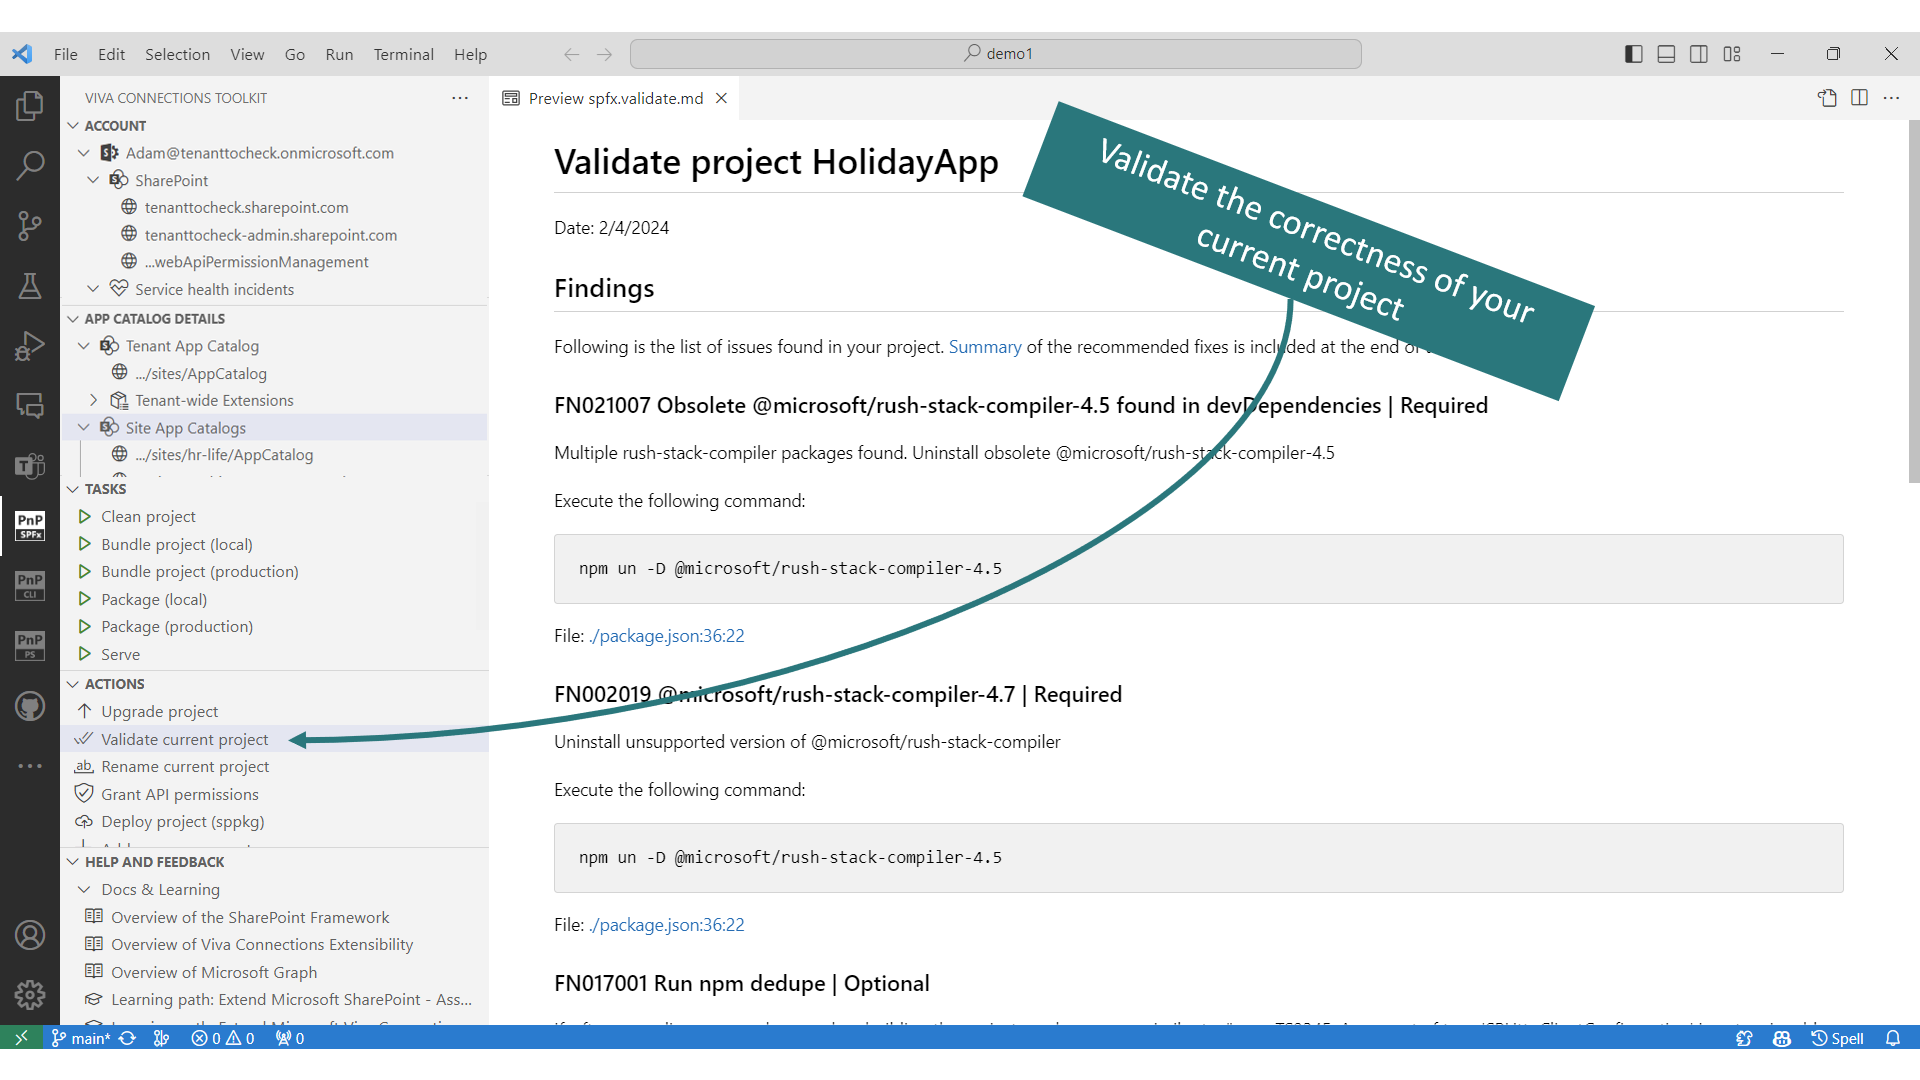 File Edit Selection View Go Run Terminal Help
demo1
VIVA CONNECTIONS TOOLKIT
ACCOUNT
Adam@tenanttocheck.onmicrosoft.com
SharePoint
tenanttocheck.sharepoint.com
tenanttocheck-admin.sharepoint.com
...webApiPermissionManagement
Service health incidents
APP CATALOG DETAILS
Tenant App Catalog
.../sites/AppCatalog
Tenant-wide Extensions
Site App Catalogs
.../sites/hr-life/AppCatalog
TASKS
Clean project
Bundle project (local)
Bundle project (production)
Package (local)
Package (production)
Serve
ACTIONS
Upgrade project
Validate current project
Rename current project
Grant API permissions
Deploy project (sppkg)
HELP AND FEEDBACK
Docs & Learning
Overview of the SharePoint Framework
Overview of Viva Connections Extensibility
Overview of Microsoft Graph
Learning path: Extend Microsoft SharePoint - Ass...
PnP
SPFx
PnP
CLI
PnP
PS
Preview spfx.validate.md
Validate project HolidayApp
Date: 2/4/2024
Findings
Following is the list of issues found in your project. Summary of the recommended fixes is included at the end of
FN021007 Obsolete @microsoft/rush-stack-compiler-4.5 found in devDependencies | Required
Multiple rush-stack-compiler packages found. Uninstall obsolete @microsoft/rush-stack-compiler-4.5
Execute the following command:
npm un -D @microsoft/rush-stack-compiler-4.5
File: ./package.json:36:22
FN002019 @microsoft/rush-stack-compiler-4.7 | Required
Uninstall unsupported version of @microsoft/rush-stack-compiler
Execute the following command:
npm un -D @microsoft/rush-stack-compiler-4.5
File: ./package.json:36:22
FN017001 Run npm dedupe | Optional
Validate the correctness of your
current project
main* 0 0 0 Spell